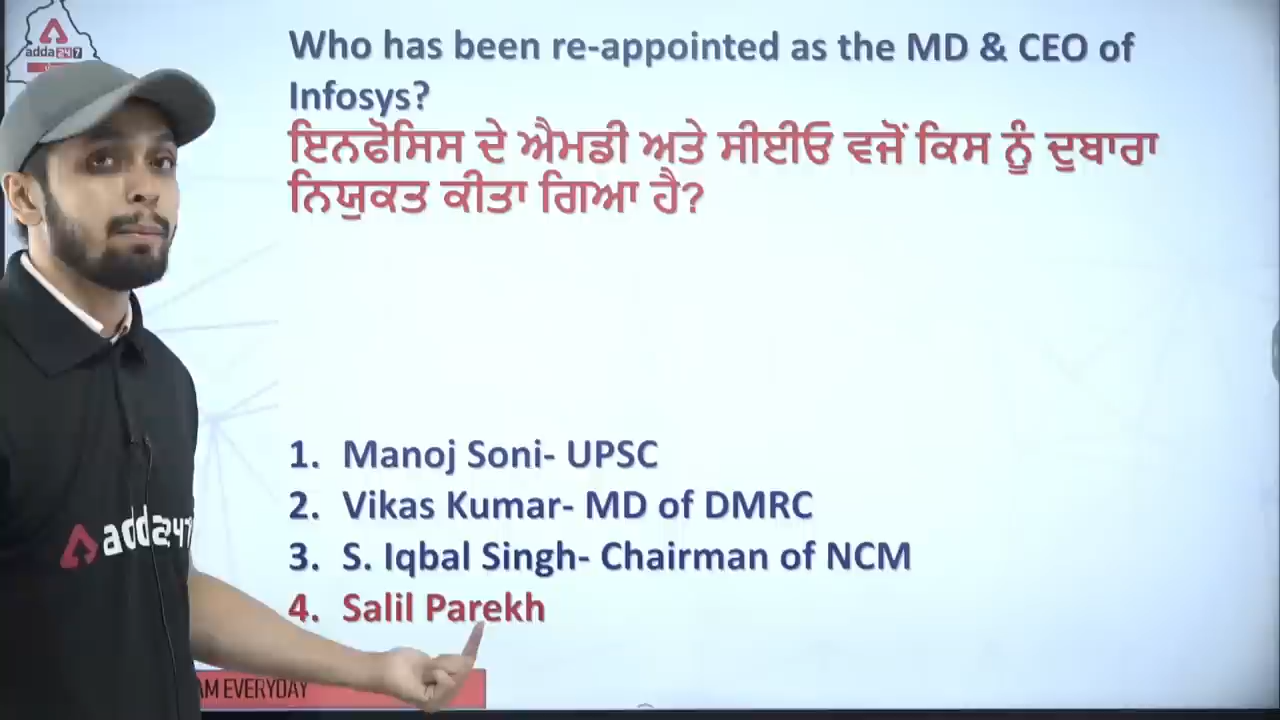 adda247
Who has been re-appointed as the MD & CEO of
Infosys?
ਇਨਫੋਸਿਸ ਦੇ ਐਮਡੀ ਅਤੇ ਸੀਈਓ ਵਜੋਂ ਕਿਸ ਨੂੰ ਦੁਬਾਰਾ
ਨਿਯੁਕਤ ਕੀਤਾ ਗਿਆ ਹੈ?
1. Manoj Soni- UPSC
2. Vikas Kumar- MD of DMRC
3. S. Iqbal Singh- Chairman of NCM
4. Salil Parekh
adda247
AM EVERYDAY